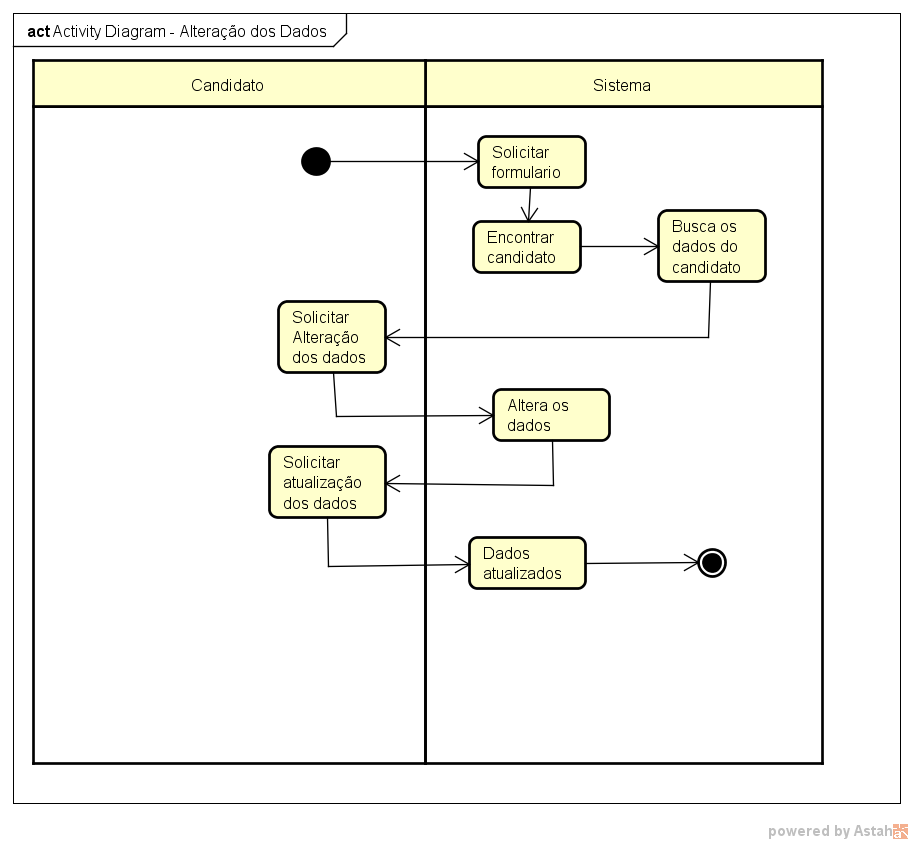 act Activity Diagram - Alteração dos Dados
Candidato
Sistema
Solicitar
formulario
Encontrar
candidato
Busca os
dados do
candidato
Solicitar
Alteração
dos dados
Altera os
dados
Solicitar
atualização
dos dados
Dados
atualizados
powered by Astah